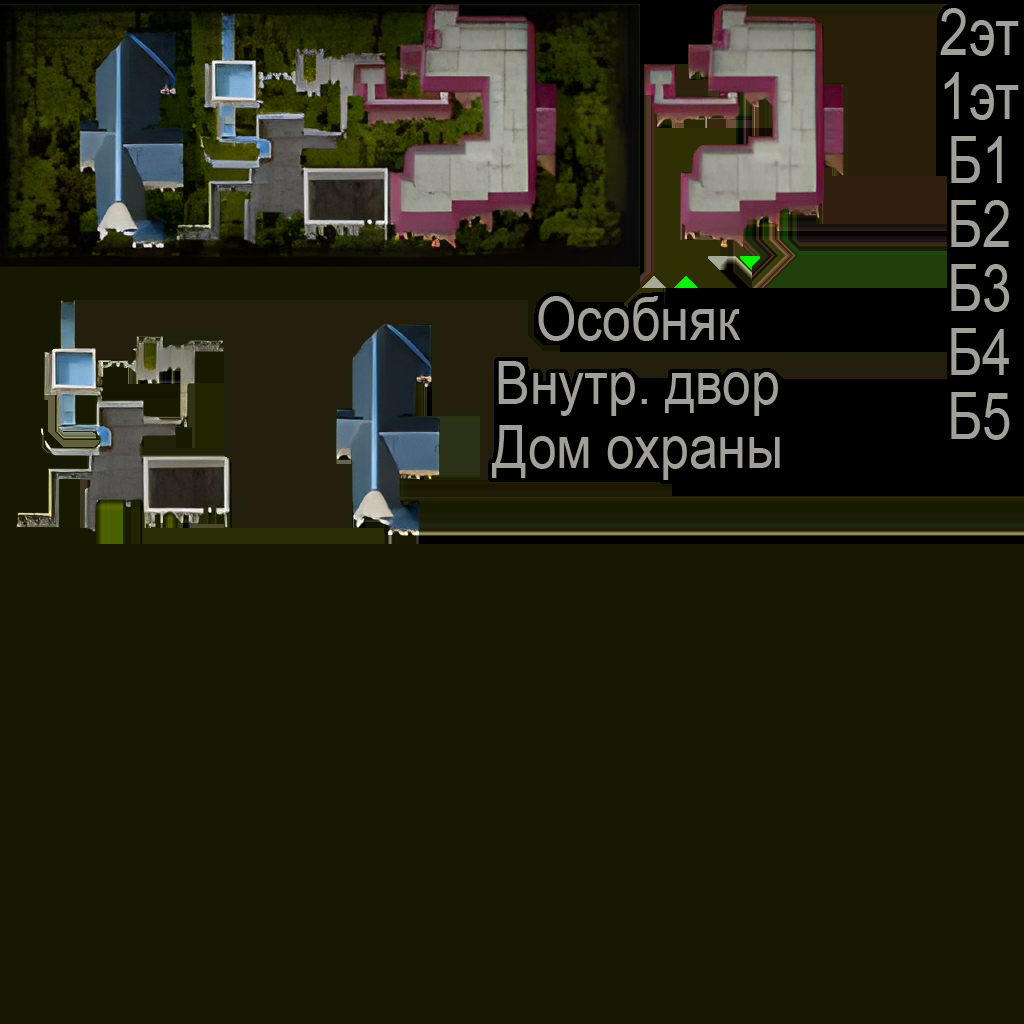 2эт
1эт
Б1
Б2
Б3
Б4
Б5
Особняк
Внутр. двор
Дом охраны